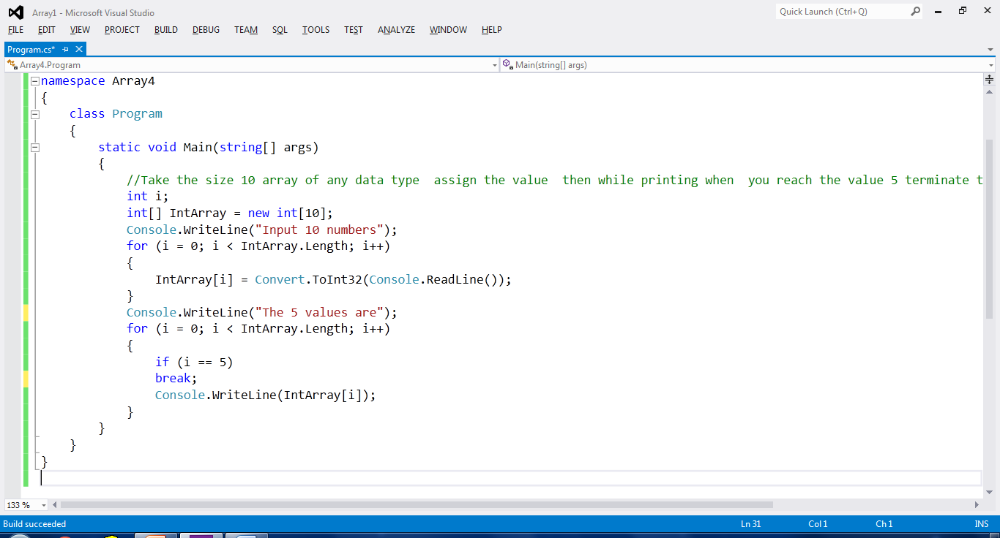 Array1 - Microsoft Visual Studio
Quick Launch (Ctrl+Q)
FILE EDIT VIEW PROJECT BUILD DEBUG TEAM SQL TOOLS TEST ANALYZE WINDOW HELP
Program.cs*
Array4.Program
Main(string[] args)
namespace Array4
{
class Program
{
static void Main(string[] args)
{
//Take the size 10 array of any data type  assign the value  then while printing when  you reach the value 5 terminate t
int i;
int[] IntArray = new int[10];
Console.WriteLine("Input 10 numbers");
for (i = 0; i < IntArray.Length; i++)
{
IntArray[i] = Convert.ToInt32(Console.ReadLine());
}
Console.WriteLine("The 5 values are");
for (i = 0; i < IntArray.Length; i++)
{
if (i == 5)
break;
Console.WriteLine(IntArray[i]);
}
}
}
}
133 %
Build succeeded Ln 31 Col 1 Ch 1 INS